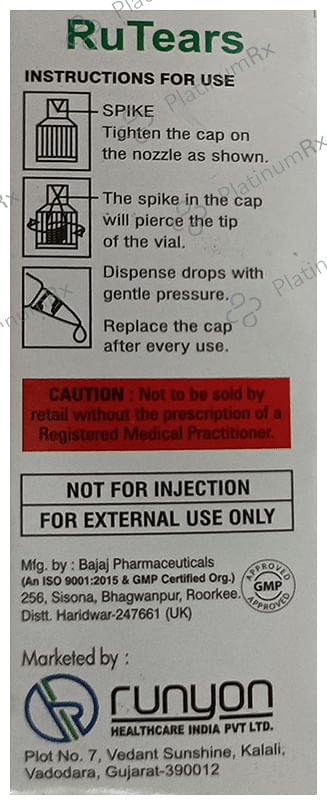 RuTears
INSTRUCTIONS FOR USE
SPIKE
Tighten the cap on
the nozzle as shown.
The spike in the cap
will pierce the tip
of the vial.
Dispense drops with
gentle pressure.
Replace the cap
after every use.
CAUTION : Not to be sold by
retail without the prescription of a
Registered Medical Practitioner.
NOT FOR INJECTION
FOR EXTERNAL USE ONLY
Mfg. by : Bajaj Pharmaceuticals
(An ISO 9001:2015 & GMP Certified Org.)
256, Sisona, Bhagwanpur, Roorkee.
Distt. Haridwar-247661 (UK)
APPROVED
GMP
APPROVED
Marketed by :
runyon
HEALTHCARE INDIA PVT LTD.
Plot No. 7, Vedant Sunshine, Kalali,
Vadodara, Gujarat-390012
PlatinumRx
PlatinumRx